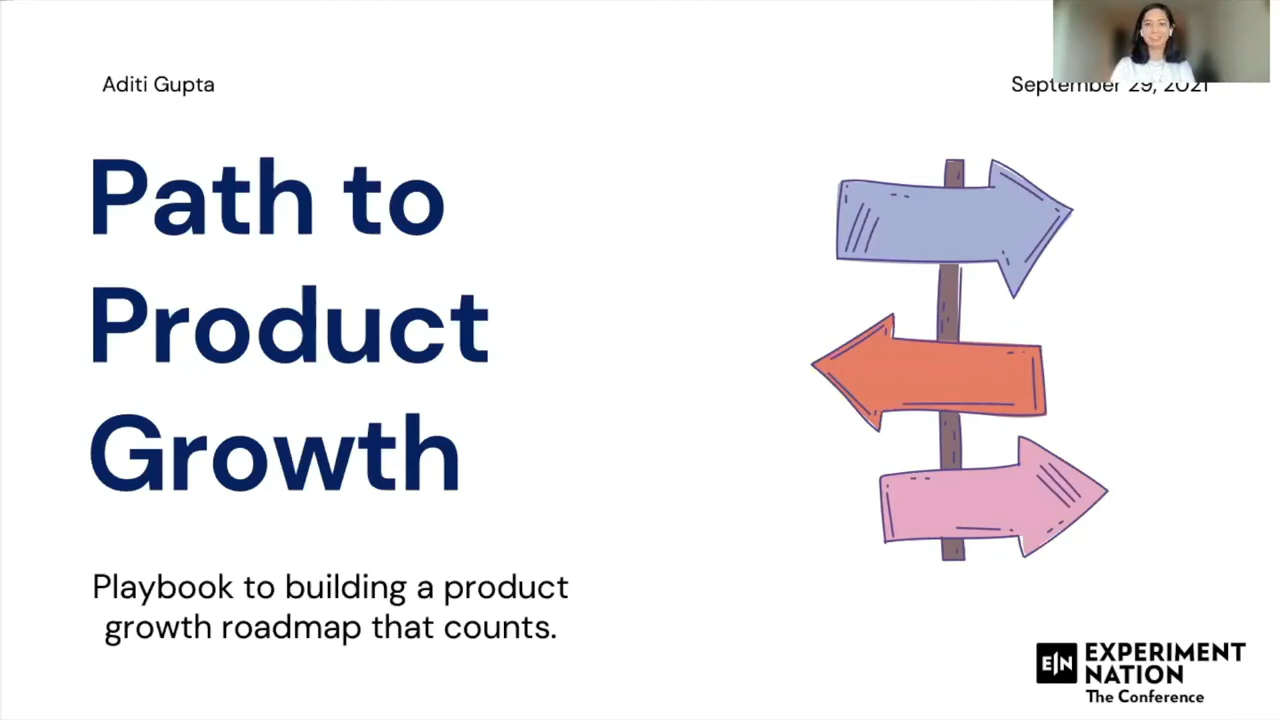 Aditi Gupta
September 29, 2021
Path to
Product
Growth
Playbook to building a product
growth roadmap that counts.
E|N EXPERIMENT
NATION
The Conference